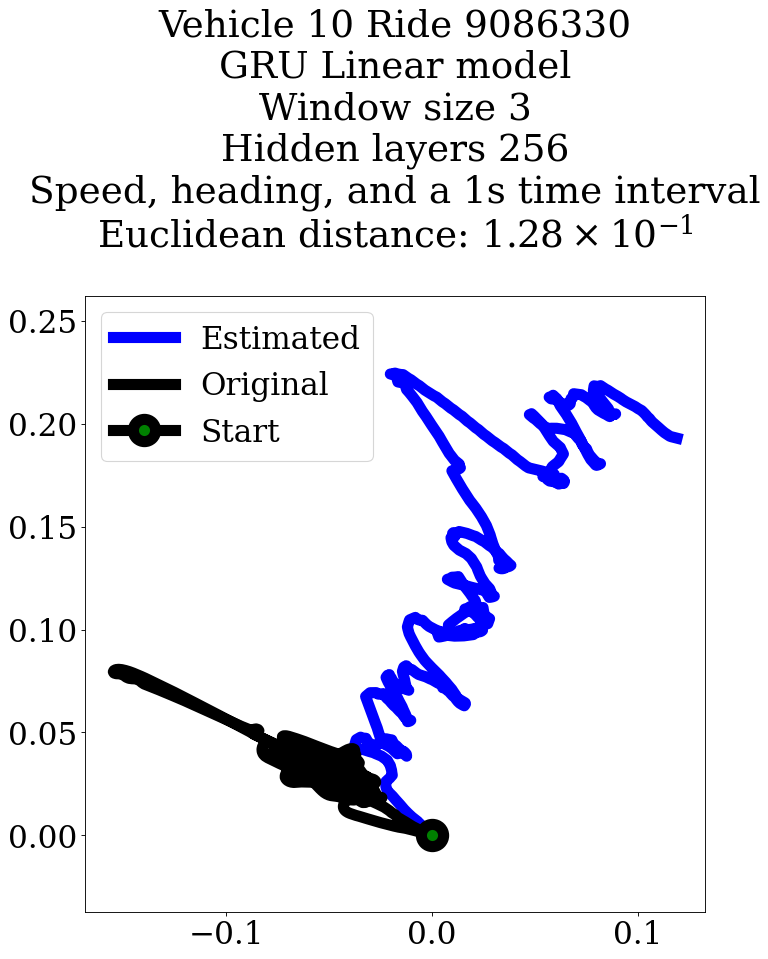 Vehicle 10 Ride 9086330
GRU Linear model
Window size 3
Hidden layers 256
Speed, heading, and a 1s time interval
Euclidean distance: 1.28 × 10⁻¹
Estimated
Original
Start
0.25
0.20
0.15
0.10
0.05
0.00
−0.1 0.0 0.1